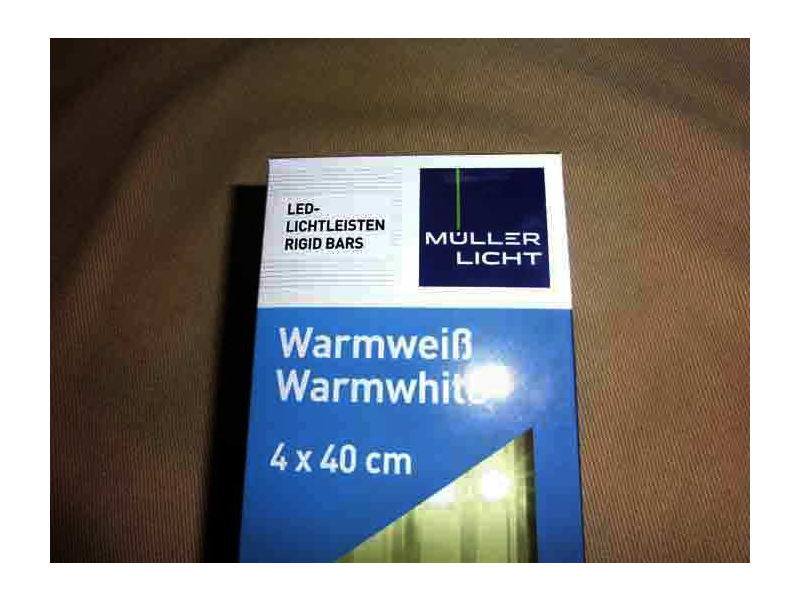 LED-
LICHTLEISTEN
RIGID BARS
MÜLLER
LICHT
Warmweiß
Warmwhite
4 x 40 cm